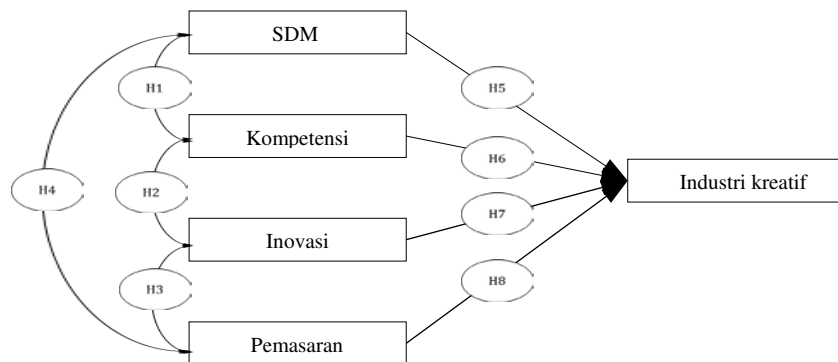 SDM
H1
H5
Kompetensi
H6
Industri kreatif
H4
H2
H7
Inovasi
H3
H8
Pemasaran